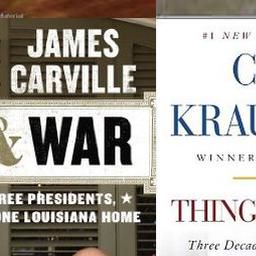 JAMES
CARVILLE
& WAR
REE PRESIDENTS, ★
ONE LOUISIANA HOME
#1 NEW
C
KRAU
WINNER
THING
Three Decad